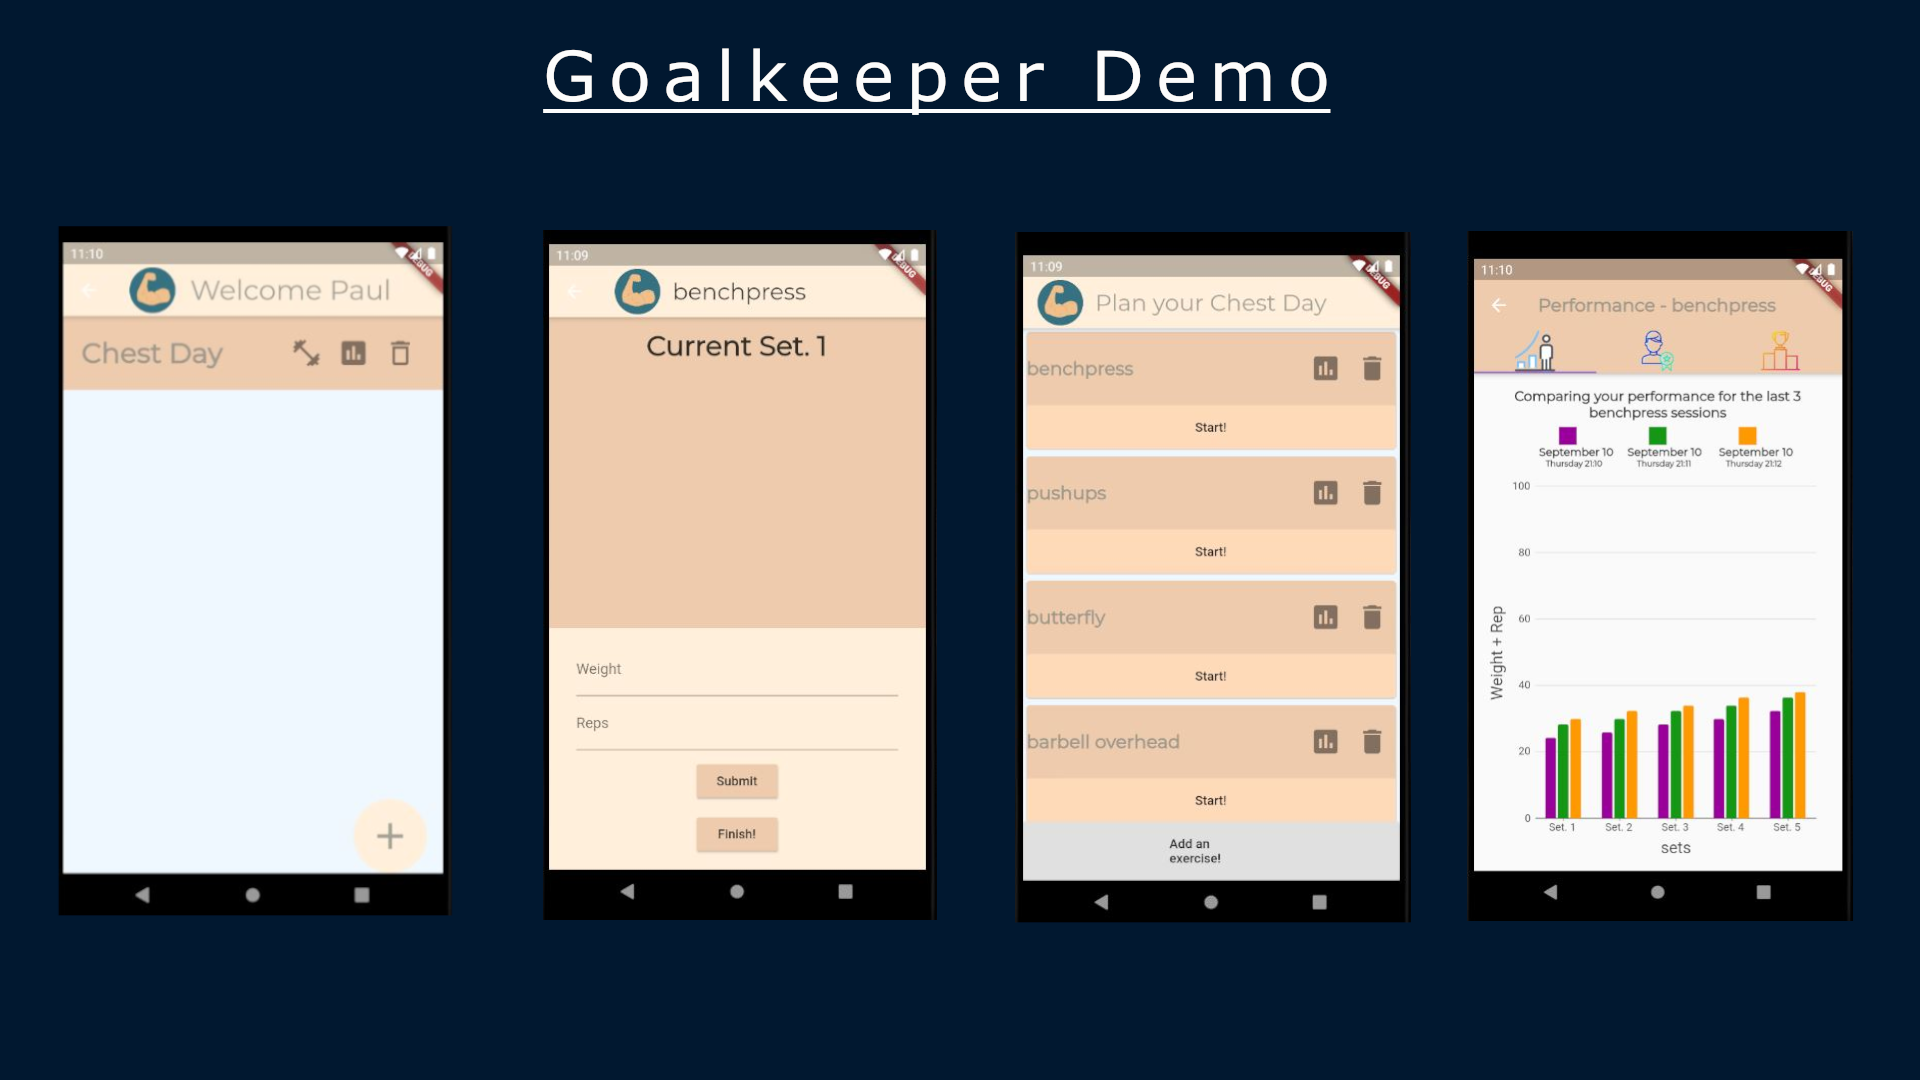 Goalkeeper Demo
11:10
DEBUG
Welcome Paul
Chest Day
11:09
DEBUG
benchpress
Current Set. 1
Weight
Reps
Submit
Finish!
11:09
DEBUG
Plan your Chest Day
benchpress
Start!
pushups
Start!
butterfly
Start!
barbell overhead
Start!
Add an
exercise!
11:10
DEBUG
Performance - benchpress
Comparing your performance for the last 3
benchpress sessions
September 10 September 10 September 10
Thursday 21:10 Thursday 21:11 Thursday 21:12
100
80
60
40
20
0
Weight + Rep
Set. 1 Set. 2 Set. 3 Set. 4 Set. 5
sets